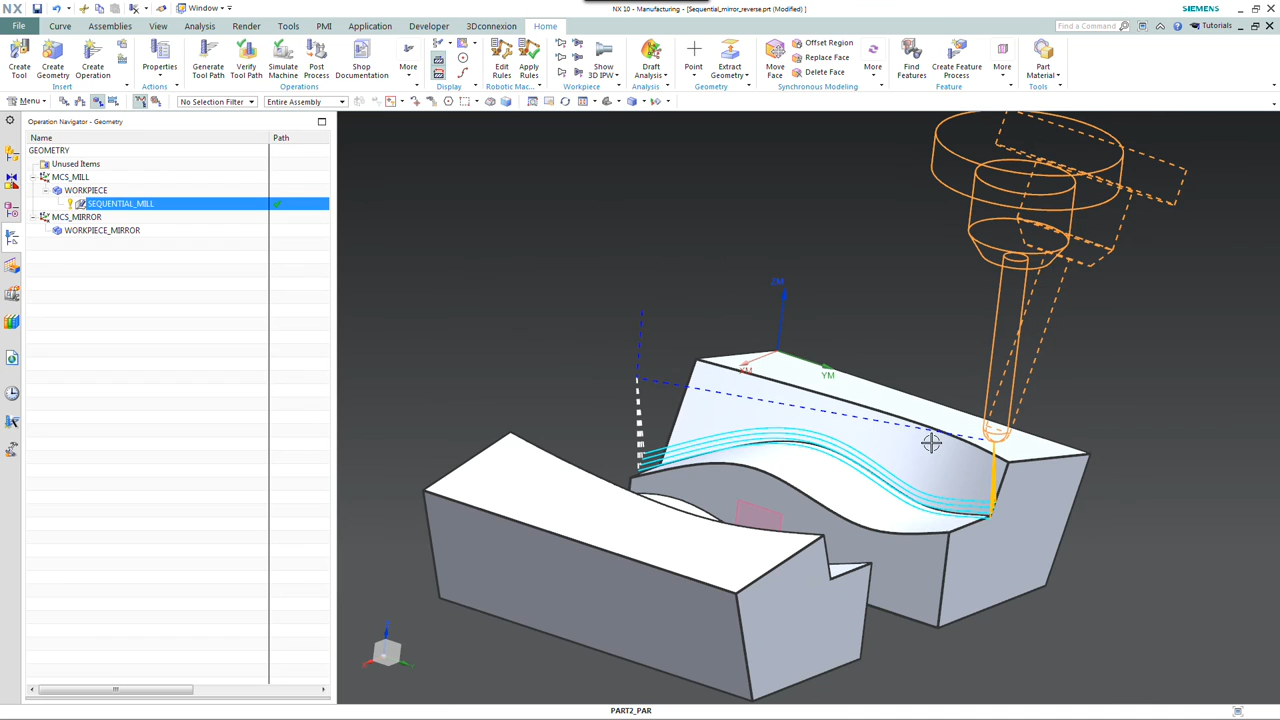 NX
Window
NX 10 - Manufacturing - [Sequential_mirror_reverse.prt (Modified) ]
SIEMENS
File Curve Assemblies View Analysis Render Tools PMI Application Developer 3Dconnexion Home
Find a Command
Tutorials
Create Tool
Create Geometry
Create Operation
Properties
Generate Tool Path
Verify Tool Path
Simulate Machine
Post Process
Shop Documentation
More
Edit Rules
Apply Rules
Show 3D IPW
Draft Analysis
Point
Extract Geometry
Move Face
Offset Region
Replace Face
Delete Face
More
Find Features
Create Feature Process
More
Part Material
Insert Actions Operations Display Robotic Mac... Workpiece Analysis Geometry Synchronous Modeling Feature Tools
Menu
No Selection Filter
Entire Assembly
Operation Navigator - Geometry
Name Path
GEOMETRY
Unused Items
MCS_MILL
WORKPIECE
SEQUENTIAL_MILL
MCS_MIRROR
WORKPIECE_MIRROR
ZM
XM
YM
PART2_PAR